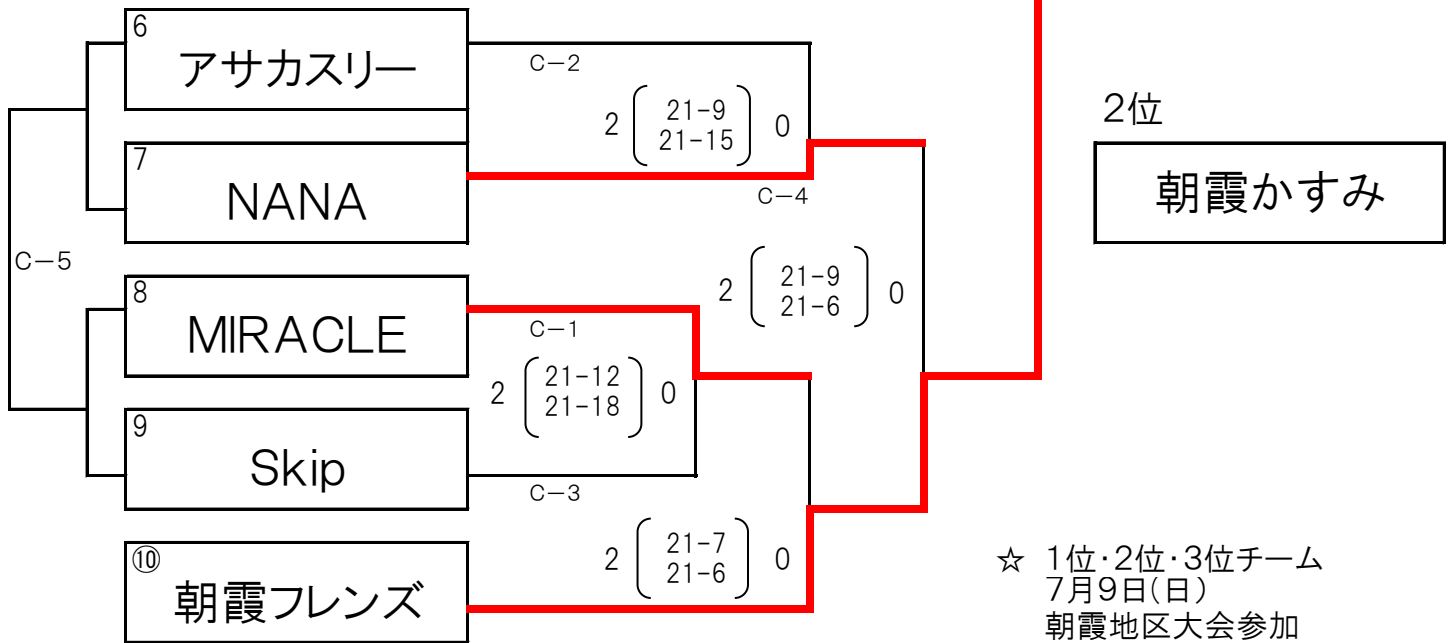 6
アサカスリー
C－2
2 21-9 0
21-15
7
NANA
C－4
2位
朝霞かすみ
C－5
8
MIRACLE
C－1
2 21-9 0
21-6
2 21-12 0
21-18
9
Skip
C－3
⑩
朝霞フレンズ
2 21-7 0
21-6
☆ 1位・2位・3位チーム
7月9日(日)
朝霞地区大会参加